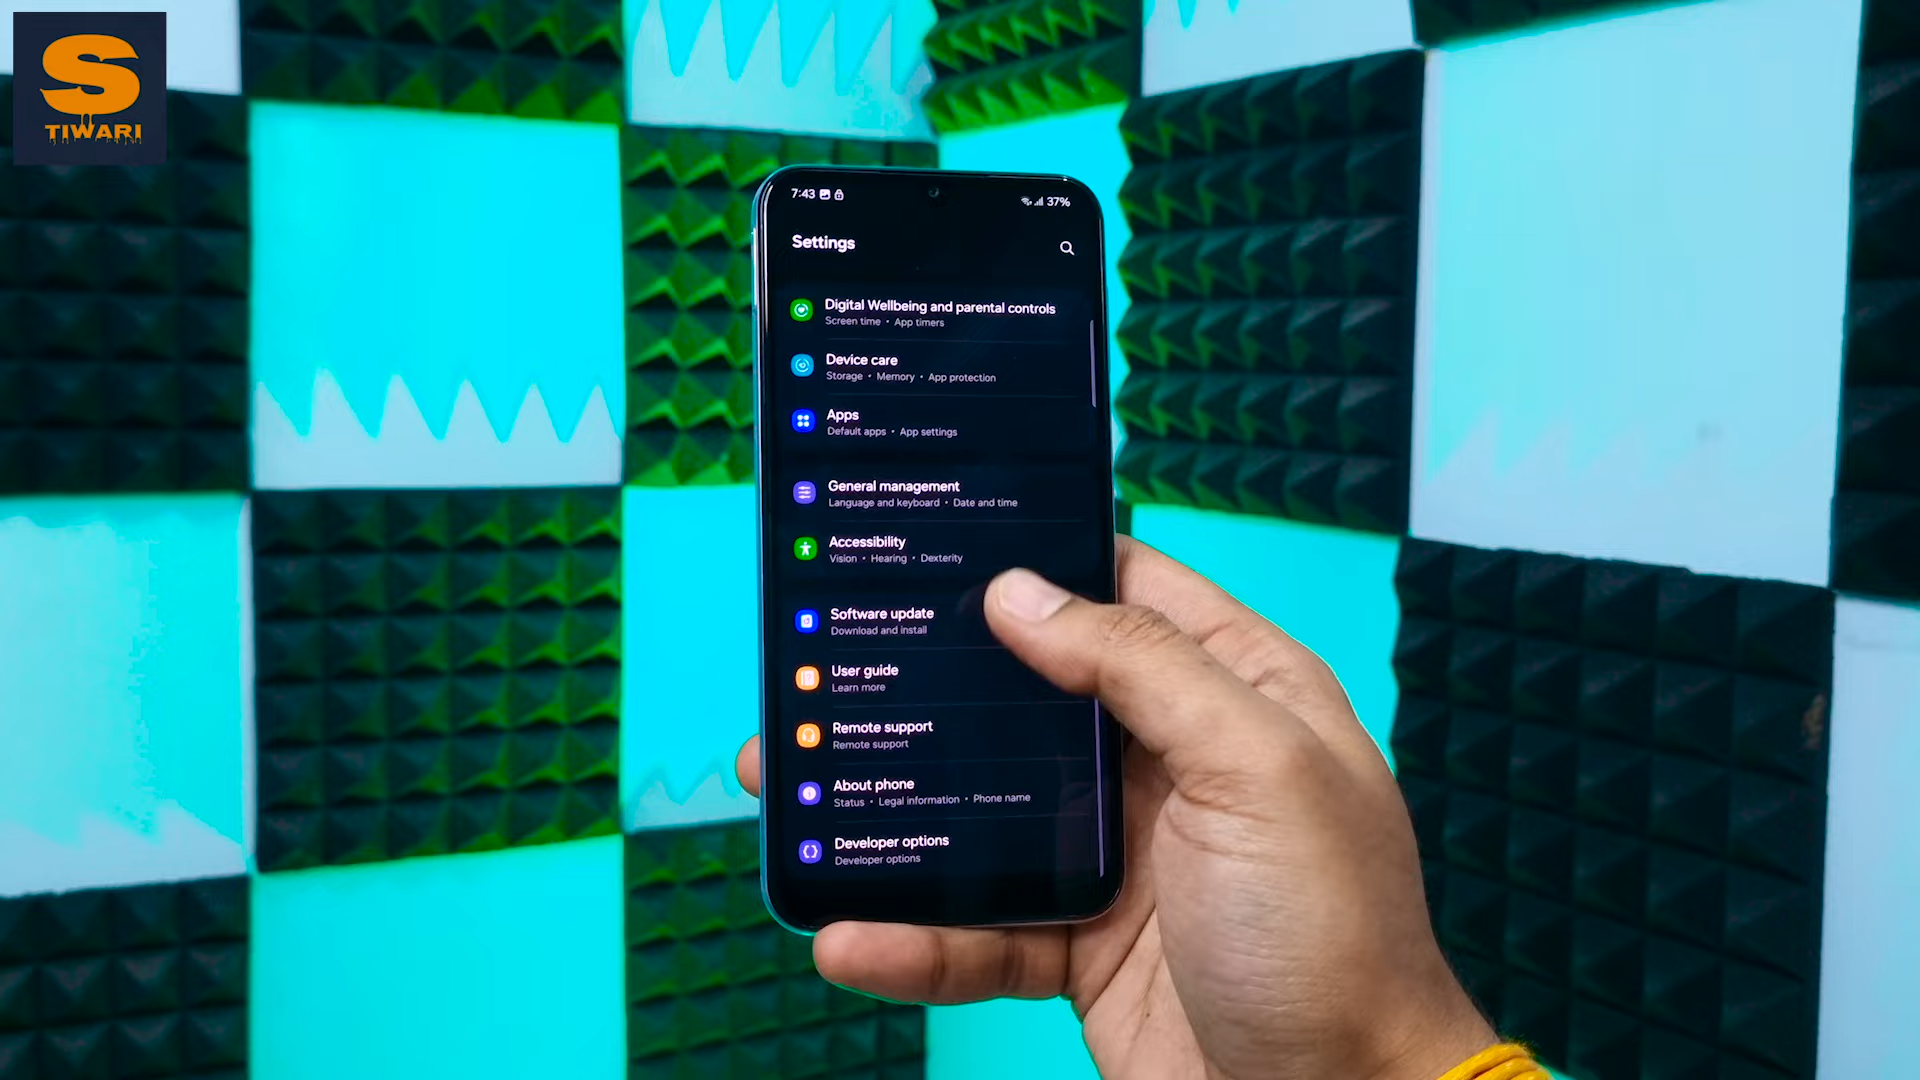 S
TIWARI
7:43
37%
Settings
Digital Wellbeing and parental controls
Screen time • App timers
Device care
Storage • Memory • App protection
Apps
Default apps • App settings
General management
Language and keyboard • Date and time
Accessibility
Vision • Hearing • Dexterity
Software update
Download and install
User guide
Learn more
Remote support
Remote support
About phone
Status • Legal information • Phone name
Developer options
Developer options